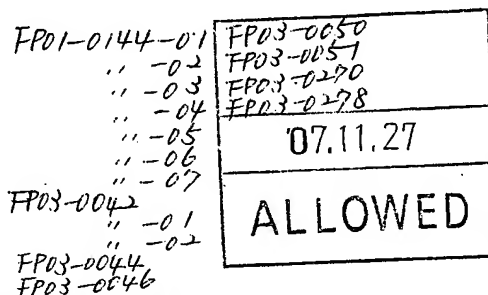 FP01-0144-01
〃 -02
〃 -03
〃 -04
〃 -05
〃 -06
〃 -07
FP03-0042
〃 -01
〃 -02
FP03-0044
FP03-0046
FP03-0050
FP03-0051
FP03-0270
FP03-0278
'07.11.27
ALLOWED